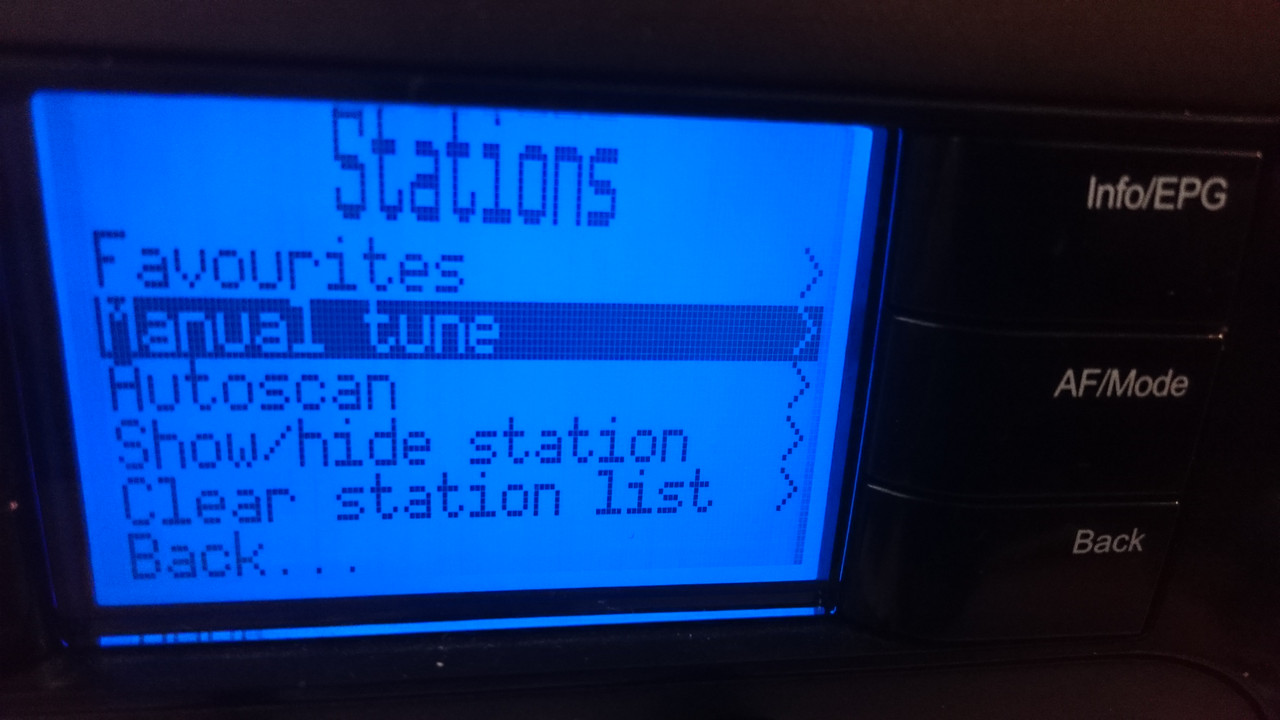 Stations
Favourites >
Manual tune >
Autoscan >
Show/hide station >
Clear station list >
Back...
Info/EPG
AF/Mode
Back